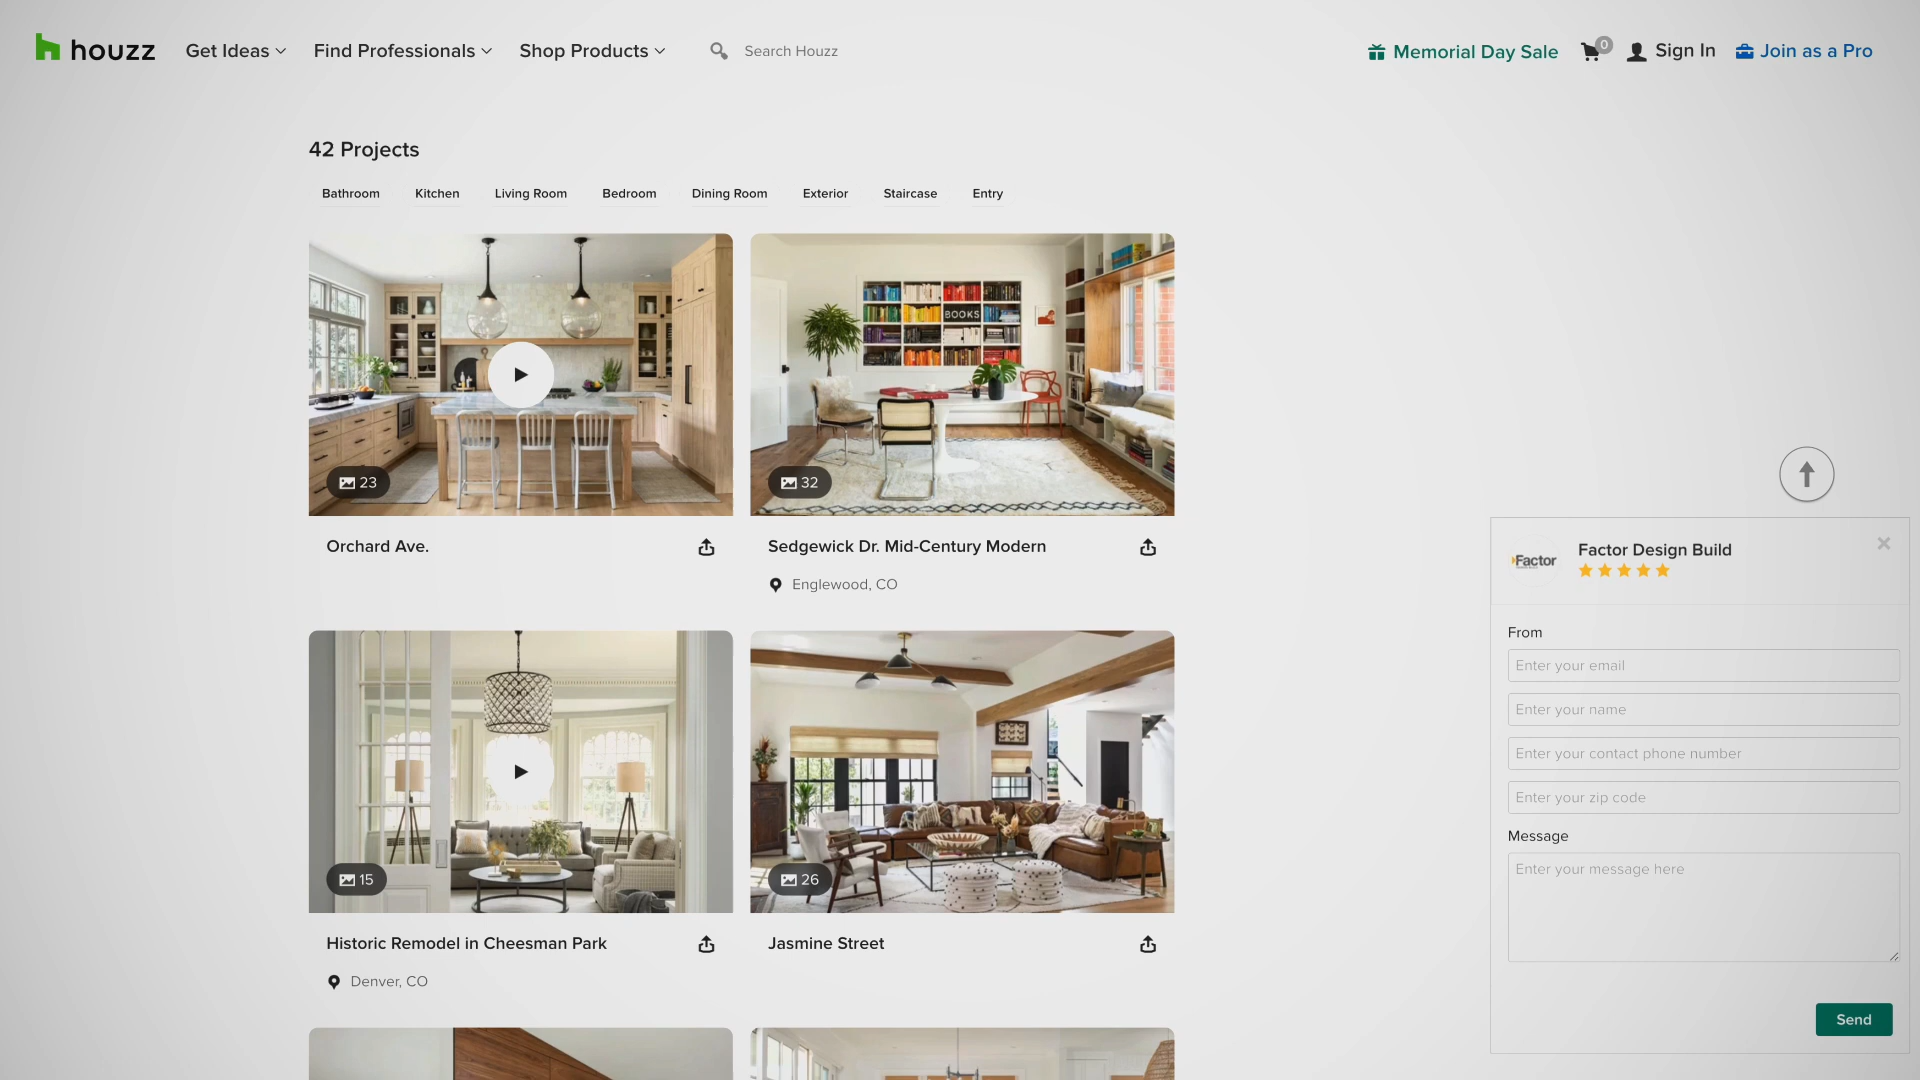 houzz Get Ideas Find Professionals Shop Products Search Houzz Memorial Day Sale 0 Sign In Join as a Pro
42 Projects
Bathroom Kitchen Living Room Bedroom Dining Room Exterior Staircase Entry
BOOKS
23
32
Orchard Ave.
Sedgewick Dr. Mid-Century Modern
Englewood, CO
15
26
Historic Remodel in Cheesman Park
Denver, CO
Jasmine Street
Factor
Factor Design Build
From
Enter your email
Enter your name
Enter your contact phone number
Enter your zip code
Message
Enter your message here
Send